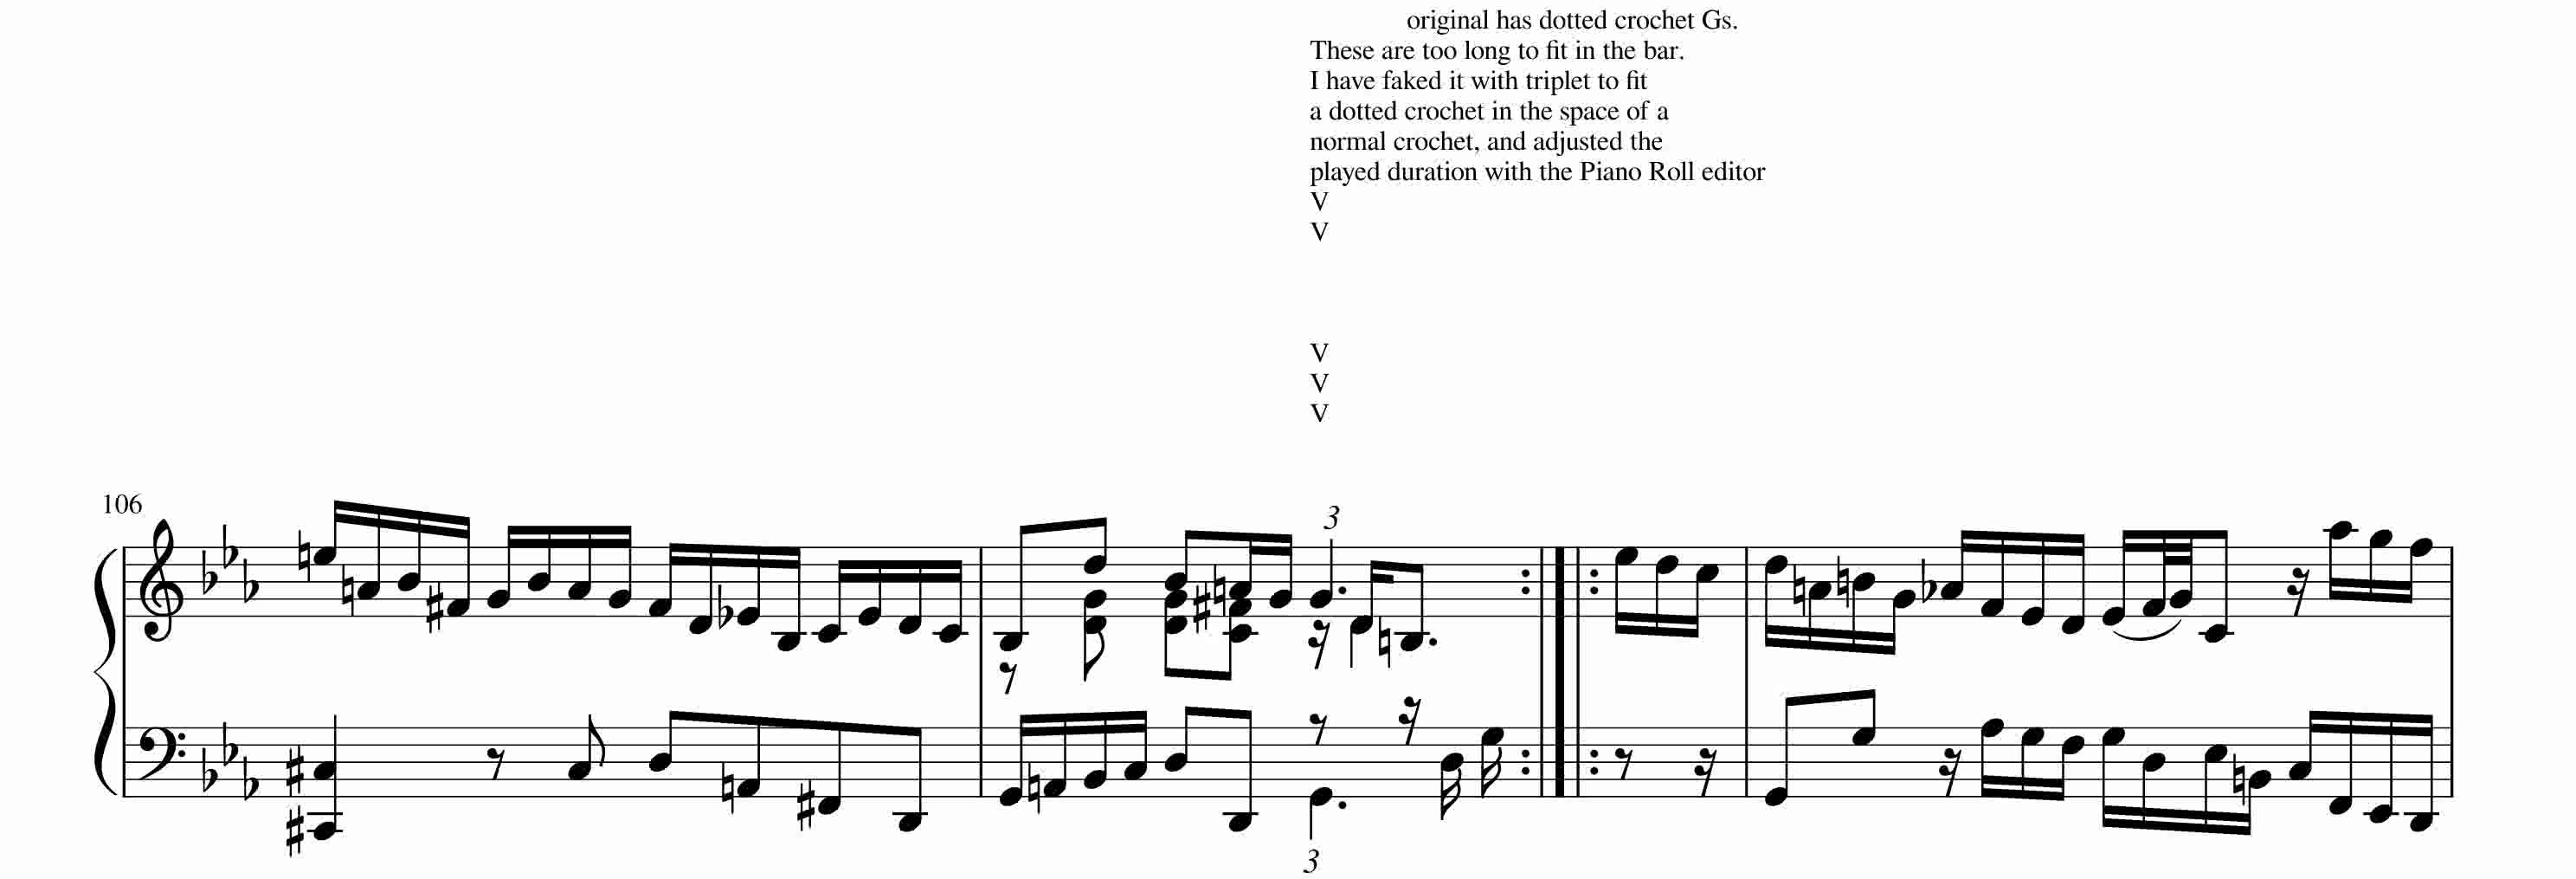 original has dotted crochet Gs.
These are too long to fit in the bar.
I have faked it with triplet to fit
a dotted crochet in the space of a
normal crochet, and adjusted the
played duration with the Piano Roll editor
V
V
V
V
V
106
3
3